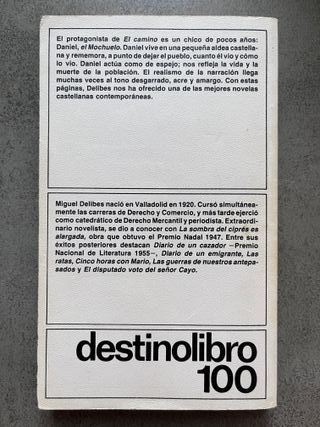 El protagonista de El camino es un chico de pocos años:
Daniel, el Mochuelo. Daniel vive en una pequeña aldea castella-
na y rememora, a punto de dejar el pueblo, cuanto él vio y cómo
lo vio. Daniel actúa como de espejo; nos refleja la vida y la
muerte de la población. El realismo de la narración llega
muchas veces al tono desgarrado, acre y amargo. Con
estas páginas, Delibes nos ha ofrecido una de las mejores novelas
castellanas contemporáneas.
Miguel Delibes nació en Valladolid en 1920. Cursó simultánea-
mente las carreras de Derecho y Comercio, y más tarde ejerció
como catedrático de Derecho Mercantil y periodista. Extraordi-
nario novelista, se dio a conocer con La sombra del ciprés es
alargada, obra que obtuvo el Premio Nadal 1947. Entre sus
éxitos posteriores destacan Diario de un cazador —Premio
Nacional de Literatura 1955—, Diario de un emigrante, Las
ratas, Cinco horas con Mario, Las guerras de nuestros antepa-
sados y El disputado voto del señor Cayo.
destinolibro
100